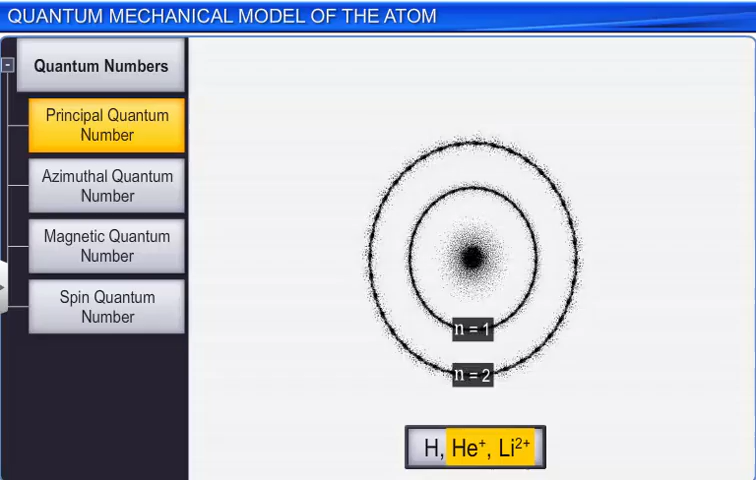 QUANTUM MECHANICAL MODEL OF THE ATOM
Quantum Numbers
Principal Quantum
Number
Azimuthal Quantum
Number
Magnetic Quantum
Number
Spin Quantum
Number
n = 1
n = 2
H, He⁺, Li²⁺